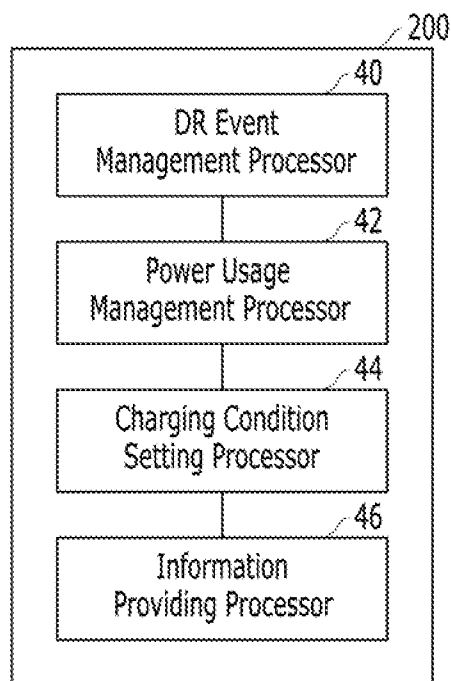 200
40
DR Event
Management Processor
42
Power Usage
Management Processor
44
Charging Condition
Setting Processor
46
Information
Providing Processor